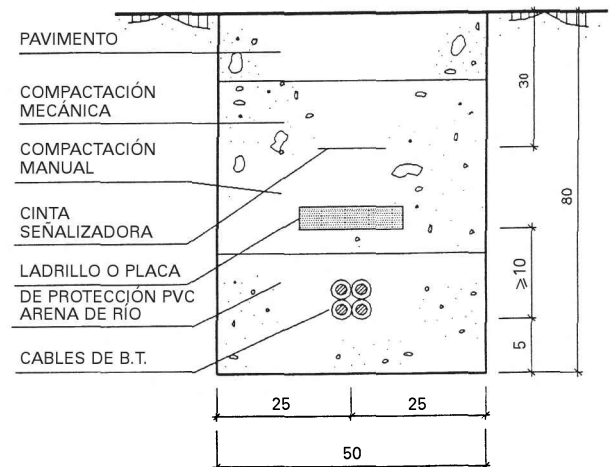 PAVIMENTO
COMPACTACIÓN
MECÁNICA
COMPACTACIÓN
MANUAL
CINTA
SEÑALIZADORA
LADRILLO O PLACA
DE PROTECCIÓN PVC
ARENA DE RÍO
CABLES DE B.T.
30
80
⩾10
5
25
25
50